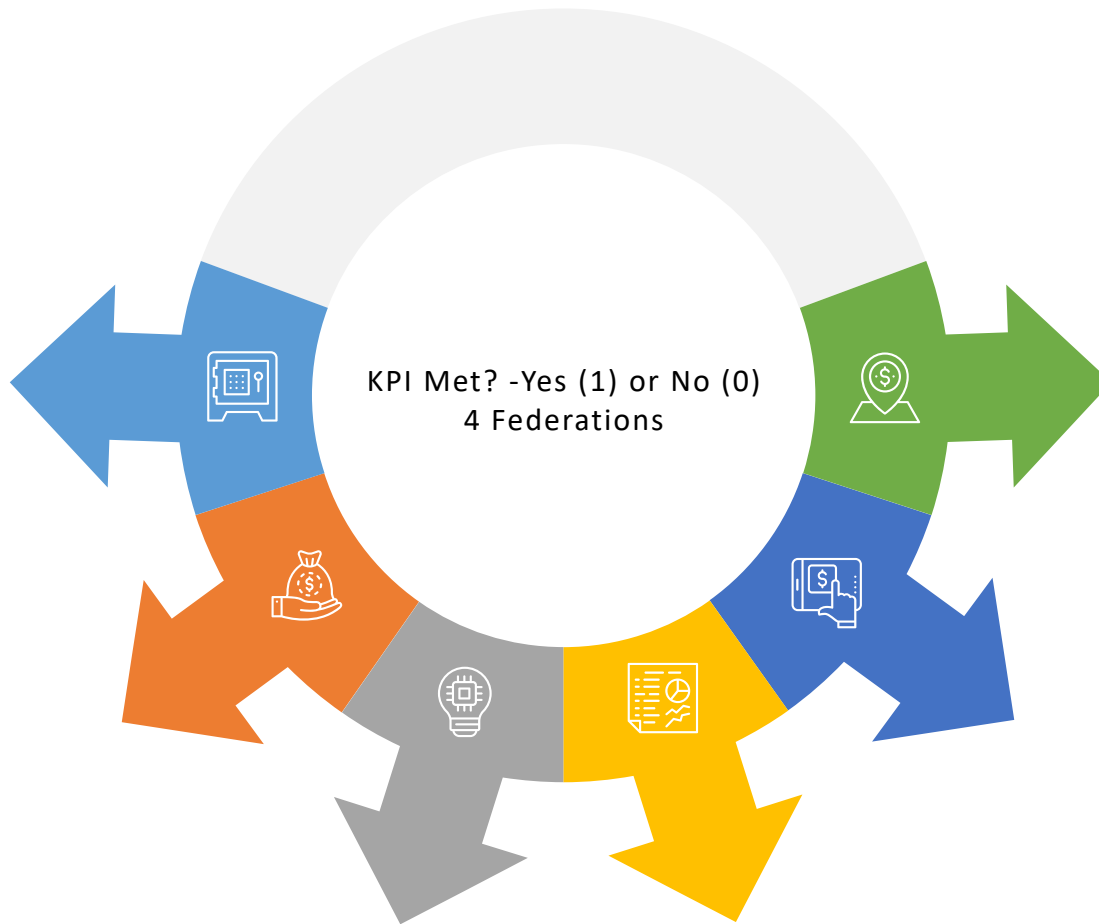 KPI Met? -Yes (1) or No (0)
4 Federations
$
$
$